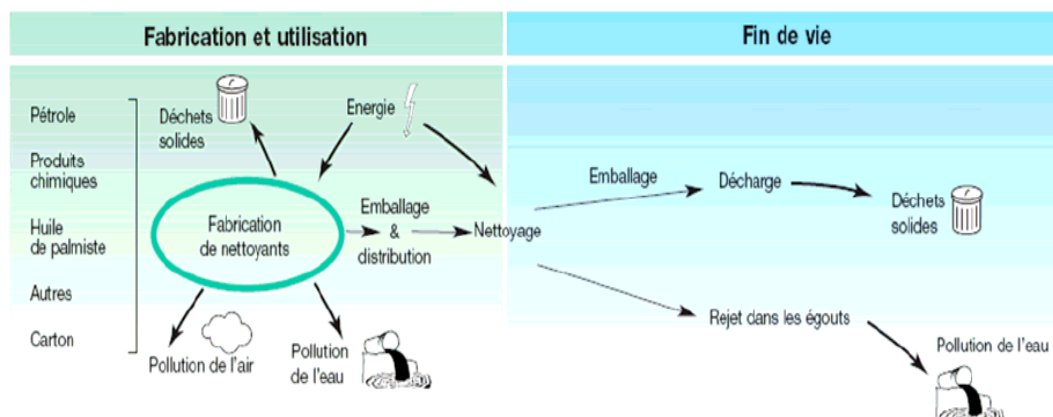 Fabrication et utilisation
Fin de vie
Pétrole
Produits
chimiques
Huile
de palmiste
Autres
Carton
Déchets
solides
Energie
Fabrication
de nettoyants
Emballage
&
distribution
Nettoyage
Pollution de l'air
Pollution
de l'eau
Emballage
Décharge
Déchets
solides
Rejet dans les égouts
Pollution de l'eau